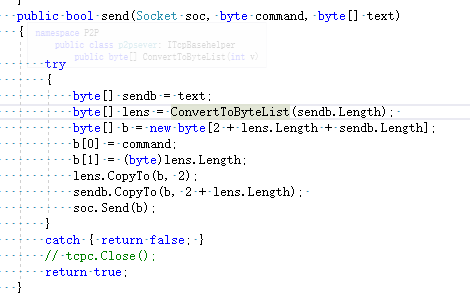 }
public bool send(Socket soc, byte command, byte[] text)
{
namespace P2P
public class p2psever: ITcpBasehelper
public byte[] ConvertToByteList(int v)
try
{
byte[] sendb = text;
byte[] lens = ConvertToByteList(sendb.Length);
byte[] b = new byte[2 + lens.Length + sendb.Length];
b[0] = command;
b[1] = (byte)lens.Length;
lens.CopyTo(b, 2);
sendb.CopyTo(b, 2 + lens.Length);
soc.Send(b);
}
catch { return false; }
// tcpc.Close();
return true;
}